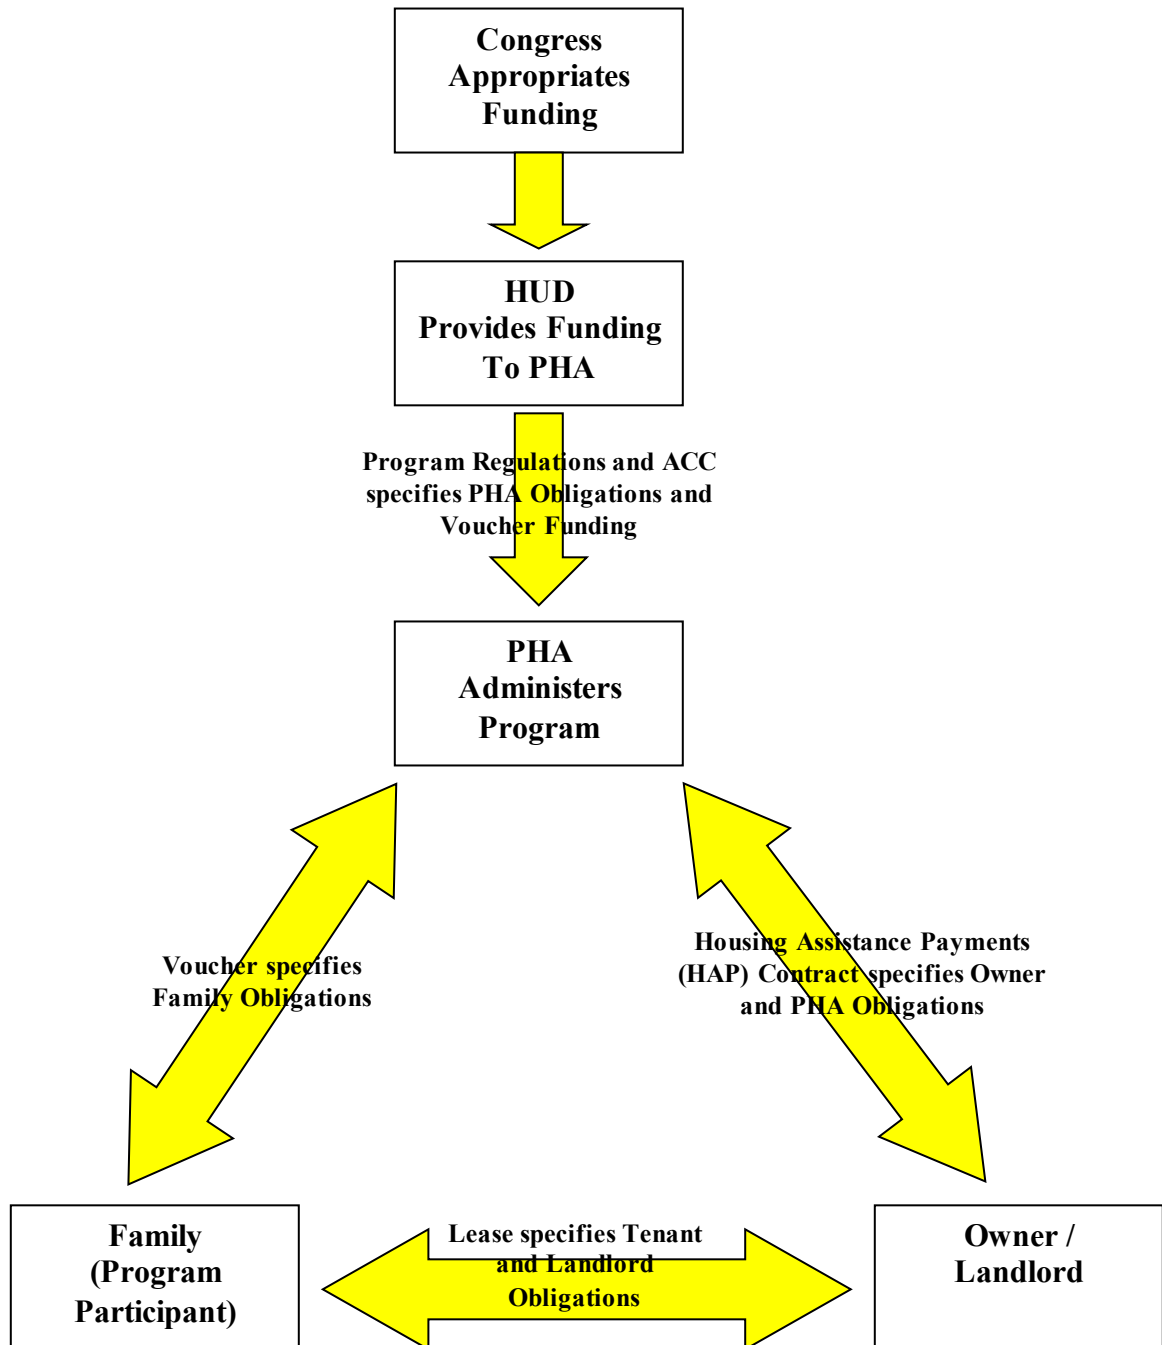 Congress
Appropriates
Funding
HUD
Provides Funding
To PHA
Program Regulations and ACC
specifies PHA Obligations and
Voucher Funding
PHA
Administers
Program
Voucher specifies
Family Obligations
Housing Assistance Payments
(HAP) Contract specifies Owner
and PHA Obligations
Family
(Program
Participant)
Lease specifies Tenant
and Landlord
Obligations
Owner /
Landlord